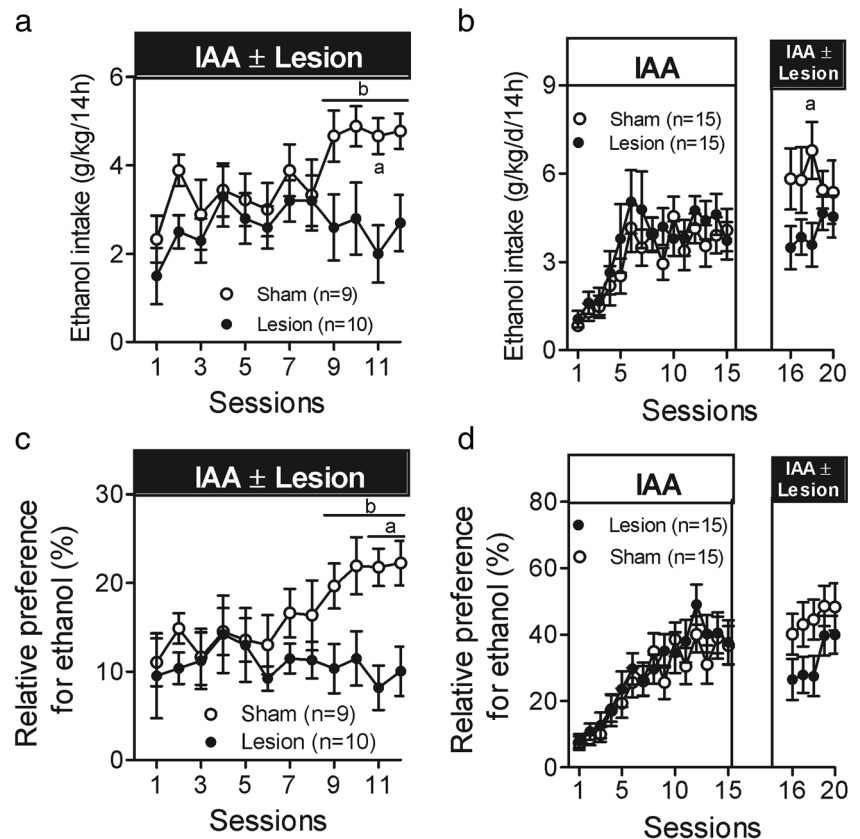 a
IAA ± Lesion
Ethanol intake (g/kg/14h)
6
4
2
0
b
a
Sham (n=9)
Lesion (n=10)
1 3 5 7 9 11
Sessions
b
IAA
IAA ±
Lesion
Ethanol intake (g/kg/d/14h)
9
6
3
0
Sham (n=15)
Lesion (n=15)
a
1 5 10 15 16 20
Sessions
c
IAA ± Lesion
Relative preference
for ethanol (%)
30
20
10
0
b
a
Sham (n=9)
Lesion (n=10)
1 3 5 7 9 11
Sessions
d
IAA
IAA ±
Lesion
Relative preference
for ethanol (%)
80
60
40
20
0
Lesion (n=15)
Sham (n=15)
1 5 10 15 16 20
Sessions